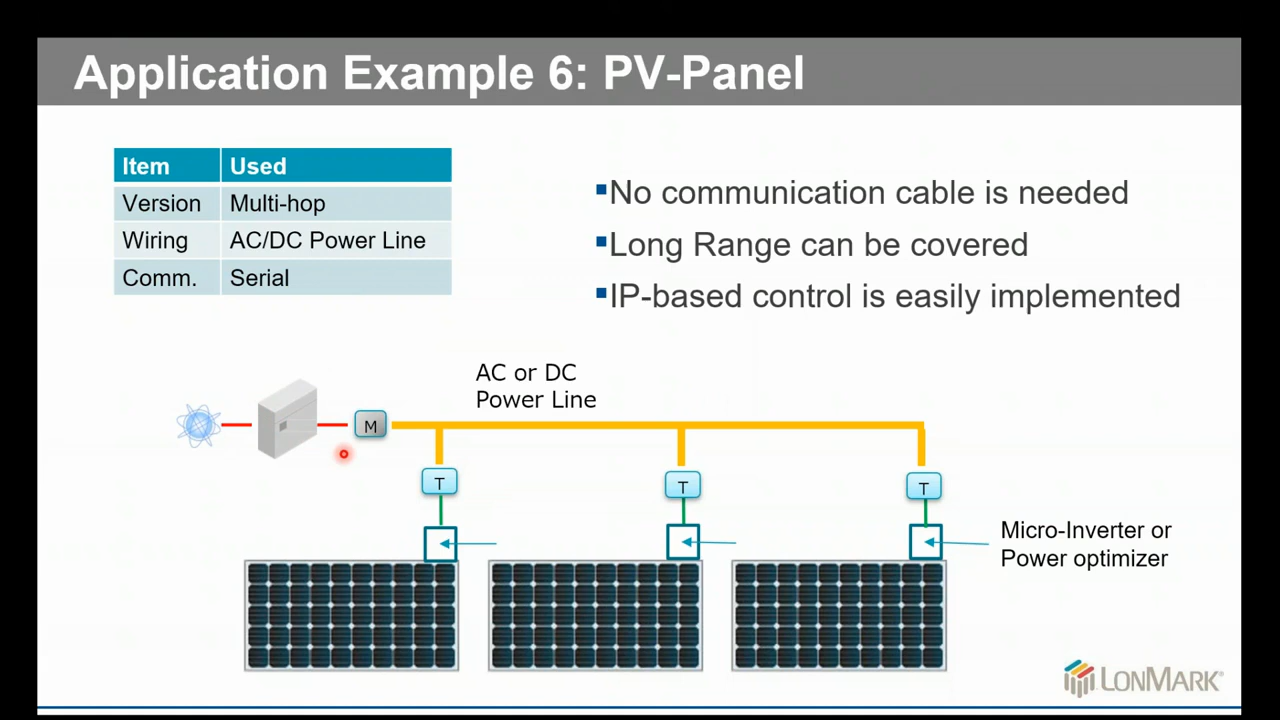 Application Example 6: PV-Panel
Item Used
Version Multi-hop
Wiring AC/DC Power Line
Comm. Serial
▪No communication cable is needed
▪Long Range can be covered
▪IP-based control is easily implemented
AC or DC
Power Line
M
T
T
T
Micro-Inverter or
Power optimizer
LONMARK®